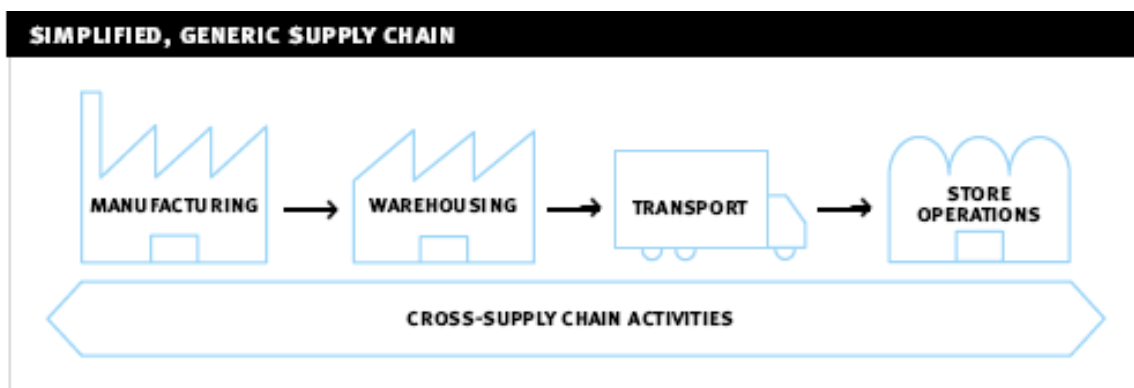 SIMPLIFIED, GENERIC SUPPLY CHAIN
MANUFACTURING
WAREHOUSING
TRANSPORT
STORE
OPERATIONS
CROSS-SUPPLY CHAIN ACTIVITIES